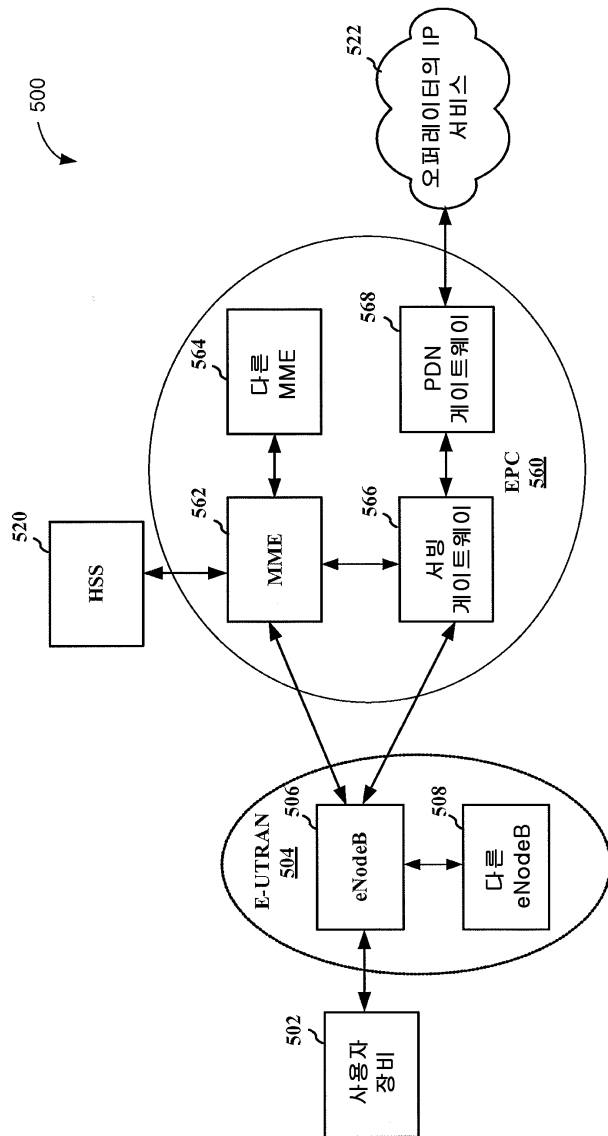 500
520
HSS
522
오퍼레이터의 IP
서비스
E-UTRAN
504
502
사용자
장비
506
eNodeB
508
다른
eNodeB
562
MME
564
다른
MME
566
서빙
게이트웨이
568
PDN
게이트웨이
EPC
560